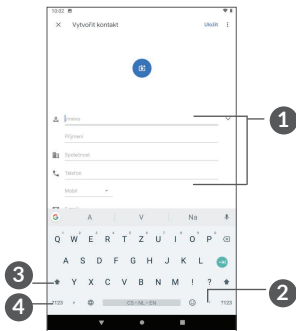 10:02
Vytvořit kontakt
Uložit
Jméno
Příjmení
Společnost
Telefon
Mobil
A V Na
Q W E R T Z U I O P
A S D F G H J K L
Y X C V B N M ! ?
?123 CS • NL • EN ?123
1
2
3
4